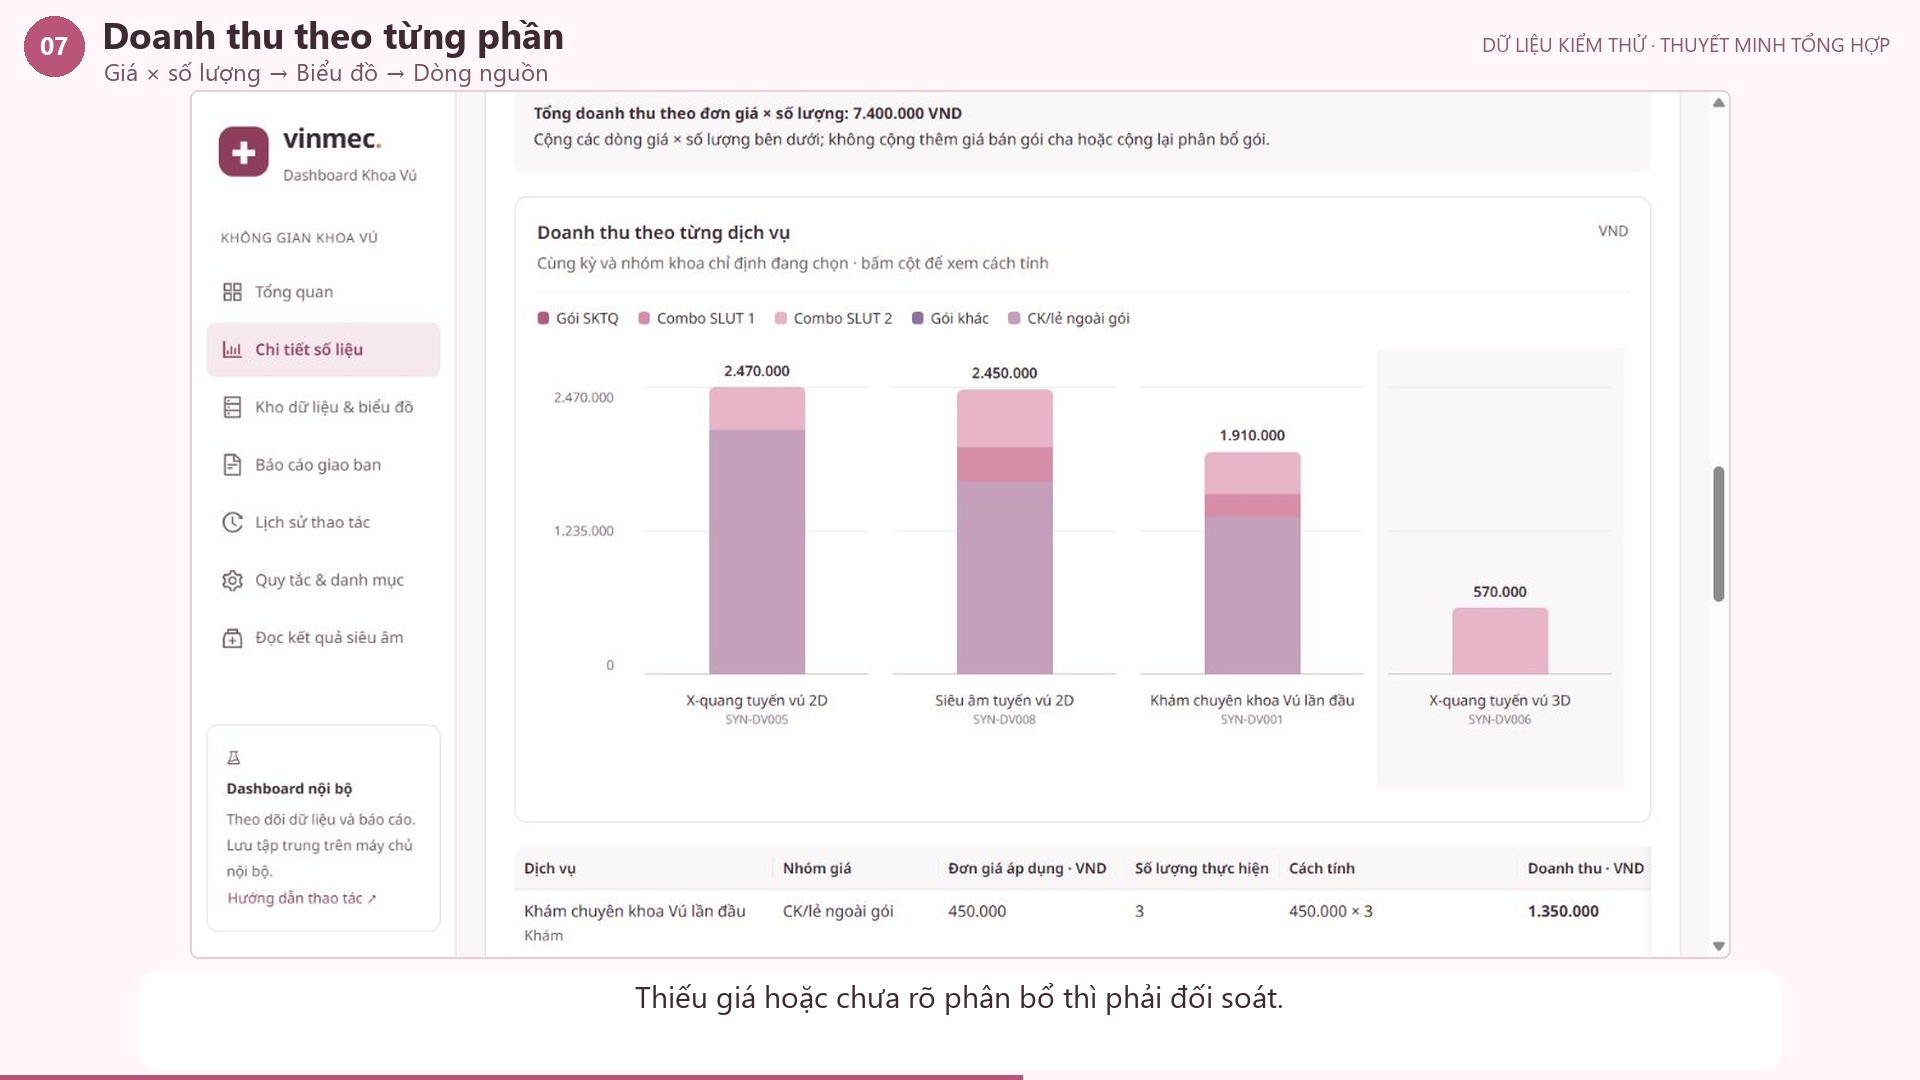 07
Doanh thu theo từng phần
Giá × số lượng → Biểu đồ → Dòng nguồn
DỮ LIỆU KIỂM THỬ · THUYẾT MINH TỔNG HỢP
vinmec.
Dashboard Khoa Vú
KHÔNG GIAN KHOA VÚ
Tổng quan
Chi tiết số liệu
Kho dữ liệu & biểu đồ
Báo cáo giao ban
Lịch sử thao tác
Quy tắc & danh mục
Đọc kết quả siêu âm
Dashboard nội bộ
Theo dõi dữ liệu và báo cáo.
Lưu tập trung trên máy chủ
nội bộ.
Hướng dẫn thao tác ↗
Tổng doanh thu theo đơn giá × số lượng: 7.400.000 VND
Cộng các dòng giá × số lượng bên dưới; không cộng thêm giá bán gói cha hoặc cộng lại phân bổ gói.
Doanh thu theo từng dịch vụ
VND
Cùng kỳ và nhóm khoa chỉ định đang chọn · bấm cột để xem cách tính
Gói SKTQ Combo SLUT 1 Combo SLUT 2 Gói khác CK/lẻ ngoài gói
2.470.000
1.235.000
0
2.470.000
2.450.000
1.910.000
570.000
X-quang tuyến vú 2D
SYN-DV005
Siêu âm tuyến vú 2D
SYN-DV008
Khám chuyên khoa Vú lần đầu
SYN-DV001
X-quang tuyến vú 3D
SYN-DV006
Dịch vụ Nhóm giá Đơn giá áp dụng · VND Số lượng thực hiện Cách tính Doanh thu · VND
Khám chuyên khoa Vú lần đầu CK/lẻ ngoài gói 450.000 3 450.000 × 3 1.350.000
Khám
Thiếu giá hoặc chưa rõ phân bổ thì phải đối soát.